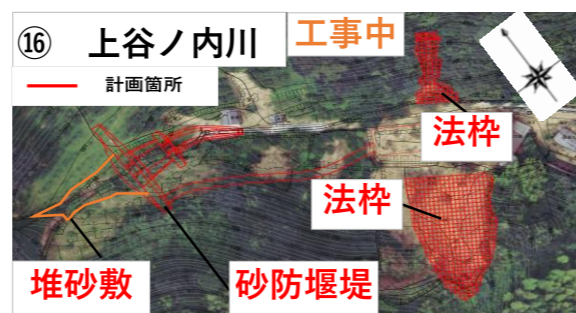 ⑯ 上谷ノ内川 工事中
計画箇所
法枠
法枠
堆砂敷 砂防堰堤